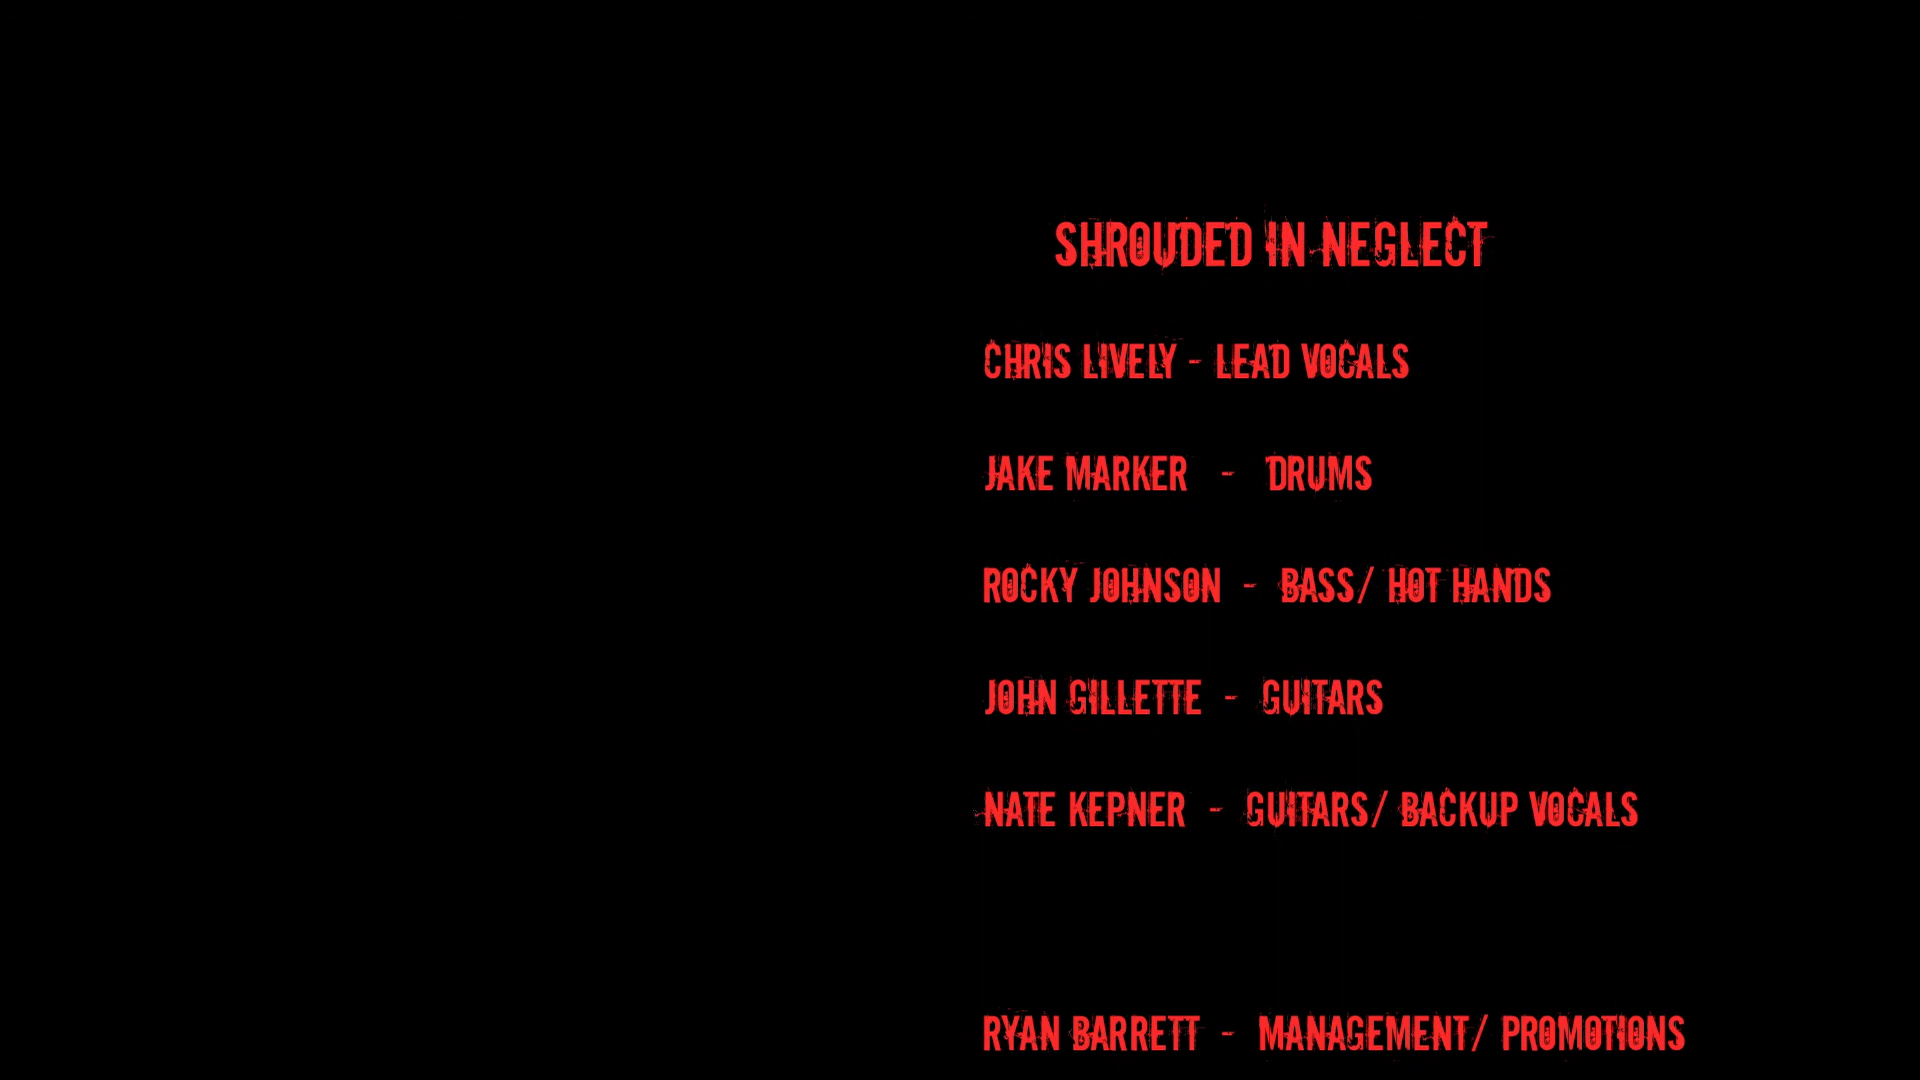 SHROUDED IN NEGLECT
CHRIS LIVELY - LEAD VOCALS
JAKE MARKER - DRUMS
ROCKY JOHNSON - BASS/ HOT HANDS
JOHN GILLETTE - GUITARS
NATE KEPNER - GUITARS/ BACKUP VOCALS
RYAN BARRETT - MANAGEMENT/ PROMOTIONS